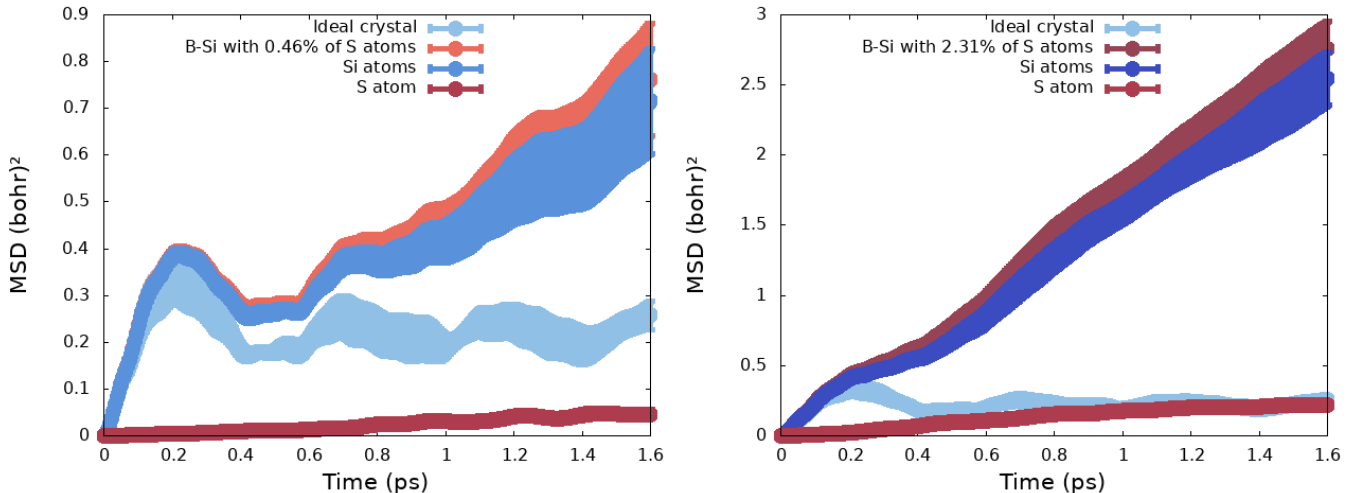 0.9
0.8
0.7
0.6
0.5
0.4
0.3
0.2
0.1
0
MSD (bohr)²
Ideal crystal
B-Si with 0.46% of S atoms
Si atoms
S atom
0 0.2 0.4 0.6 0.8 1 1.2 1.4 1.6
Time (ps)
3
2.5
2
1.5
1
0.5
0
MSD (bohr)²
Ideal crystal
B-Si with 2.31% of S atoms
Si atoms
S atom
0 0.2 0.4 0.6 0.8 1 1.2 1.4 1.6
Time (ps)